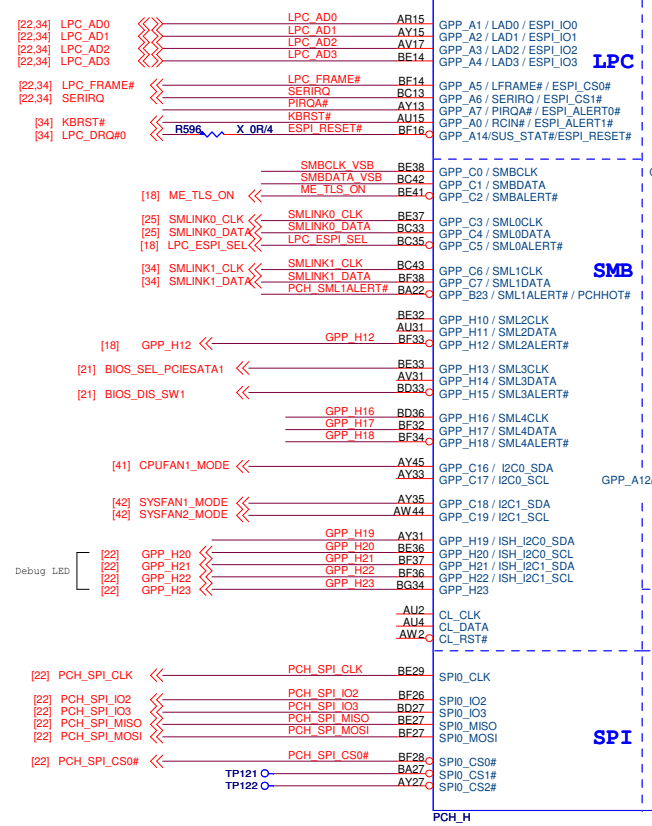 [22,34] LPC_AD0 LPC_AD0 AR15 GPP_A1 / LAD0 / ESPI_IO0
[22,34] LPC_AD1 LPC_AD1 AY15 GPP_A2 / LAD1 / ESPI_IO1
[22,34] LPC_AD2 LPC_AD2 AV17 GPP_A3 / LAD2 / ESPI_IO2
[22,34] LPC_AD3 LPC_AD3 BE14 GPP_A4 / LAD3 / ESPI_IO3
LPC
[22,34] LPC_FRAME# LPC_FRAME# BF14 GPP_A5 / LFRAME# / ESPI_CS0#
[22,34] SERIRQ SERIRQ BC13 GPP_A6 / SERIRQ / ESPI_CS1#
PIRQA# AY13 GPP_A7 / PIRQA# / ESPI_ALERT0#
[34] KBRST# KBRST# AU15 GPP_A0 / RCIN# / ESPI_ALERT1#
[34] LPC_DRQ#0 R596 X_0R/4 ESPI_RESET# BF16 GPP_A14/SUS_STAT#/ESPI_RESET#
SMBCLK_VSB BE38 GPP_C0 / SMBCLK
SMBDATA_VSB BC42 GPP_C1 / SMBDATA
[18] ME_TLS_ON ME_TLS_ON BE41 GPP_C2 / SMBALERT#
[25] SMLINK0_CLK SMLINK0_CLK BE37 GPP_C3 / SML0CLK
[25] SMLINK0_DATA SMLINK0_DATA BC33 GPP_C4 / SML0DATA
[18] LPC_ESPI_SEL LPC_ESPI_SEL BC35 GPP_C5 / SML0ALERT#
SMB
[34] SMLINK1_CLK SMLINK1_CLK BC43 GPP_C6 / SML1CLK
[34] SMLINK1_DATA SMLINK1_DATA BF38 GPP_C7 / SML1DATA
PCH_SML1ALERT# BA22 GPP_B23 / SML1ALERT# / PCHHOT#
BE32 GPP_H10 / SML2CLK
AU31 GPP_H11 / SML2DATA
[18] GPP_H12 GPP_H12 BF33 GPP_H12 / SML2ALERT#
[21] BIOS_SEL_PCIESATA1 BE33 GPP_H13 / SML3CLK
AV31 GPP_H14 / SML3DATA
[21] BIOS_DIS_SW1 BD33 GPP_H15 / SML3ALERT#
GPP_H16 BD36 GPP_H16 / SML4CLK
GPP_H17 BF32 GPP_H17 / SML4DATA
GPP_H18 BF34 GPP_H18 / SML4ALERT#
[41] CPUFAN1_MODE AY45 GPP_C16 / I2C0_SDA
AY33 GPP_C17 / I2C0_SCL GPP_A12/
[42] SYSFAN1_MODE AY35 GPP_C18 / I2C1_SDA
[42] SYSFAN2_MODE AW44 GPP_C19 / I2C1_SCL
GPP_H19 AY31 GPP_H19 / ISH_I2C0_SDA
[22] GPP_H20 GPP_H20 BE36 GPP_H20 / ISH_I2C0_SCL
[22] GPP_H21 GPP_H21 BF37 GPP_H21 / ISH_I2C1_SDA
Debug LED
[22] GPP_H22 GPP_H22 BF36 GPP_H22 / ISH_I2C1_SCL
[22] GPP_H23 GPP_H23 BG34 GPP_H23
AU2 CL_CLK
AU4 CL_DATA
AW2 CL_RST#
[22] PCH_SPI_CLK PCH_SPI_CLK BE29 SPI0_CLK
[22] PCH_SPI_IO2 PCH_SPI_IO2 BF26 SPI0_IO2
[22] PCH_SPI_IO3 PCH_SPI_IO3 BD27 SPI0_IO3
[22] PCH_SPI_MISO PCH_SPI_MISO BE27 SPI0_MISO
[22] PCH_SPI_MOSI PCH_SPI_MOSI BF27 SPI0_MOSI
SPI
[22] PCH_SPI_CS0# PCH_SPI_CS0# BF28 SPI0_CS0#
TP121 BA27 SPI0_CS1#
TP122 AY27 SPI0_CS2#
PCH_H